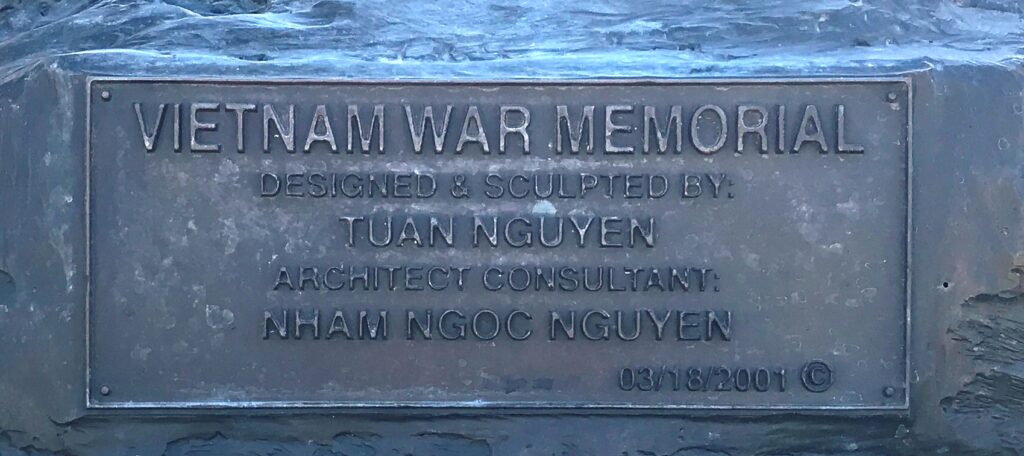 VIETNAM WAR MEMORIAL
DESIGNED & SCULPTED BY:
TUAN NGUYEN
ARCHITECT CONSULTANT:
NHAM NGOC NGUYEN
03/18/2001 ©